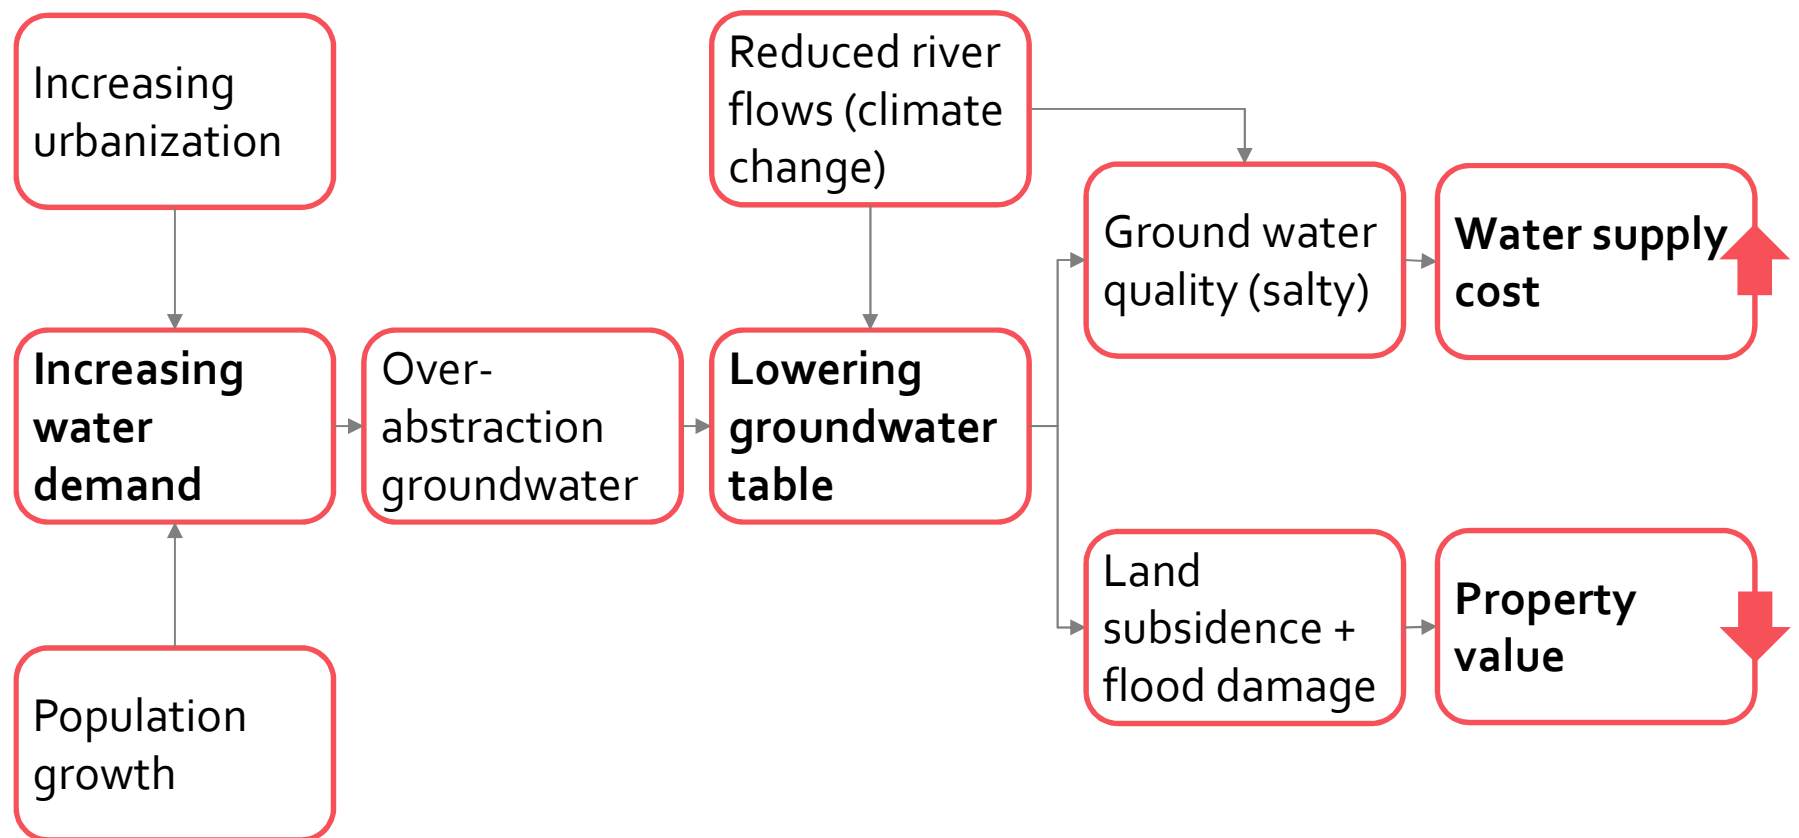 Increasing
urbanization
Reduced river
flows (climate
change)
Ground water
quality (salty)
Water supply
cost
Increasing
water
demand
Over-
abstraction
groundwater
Lowering
groundwater
table
Land
subsidence +
flood damage
Property
value
Population
growth